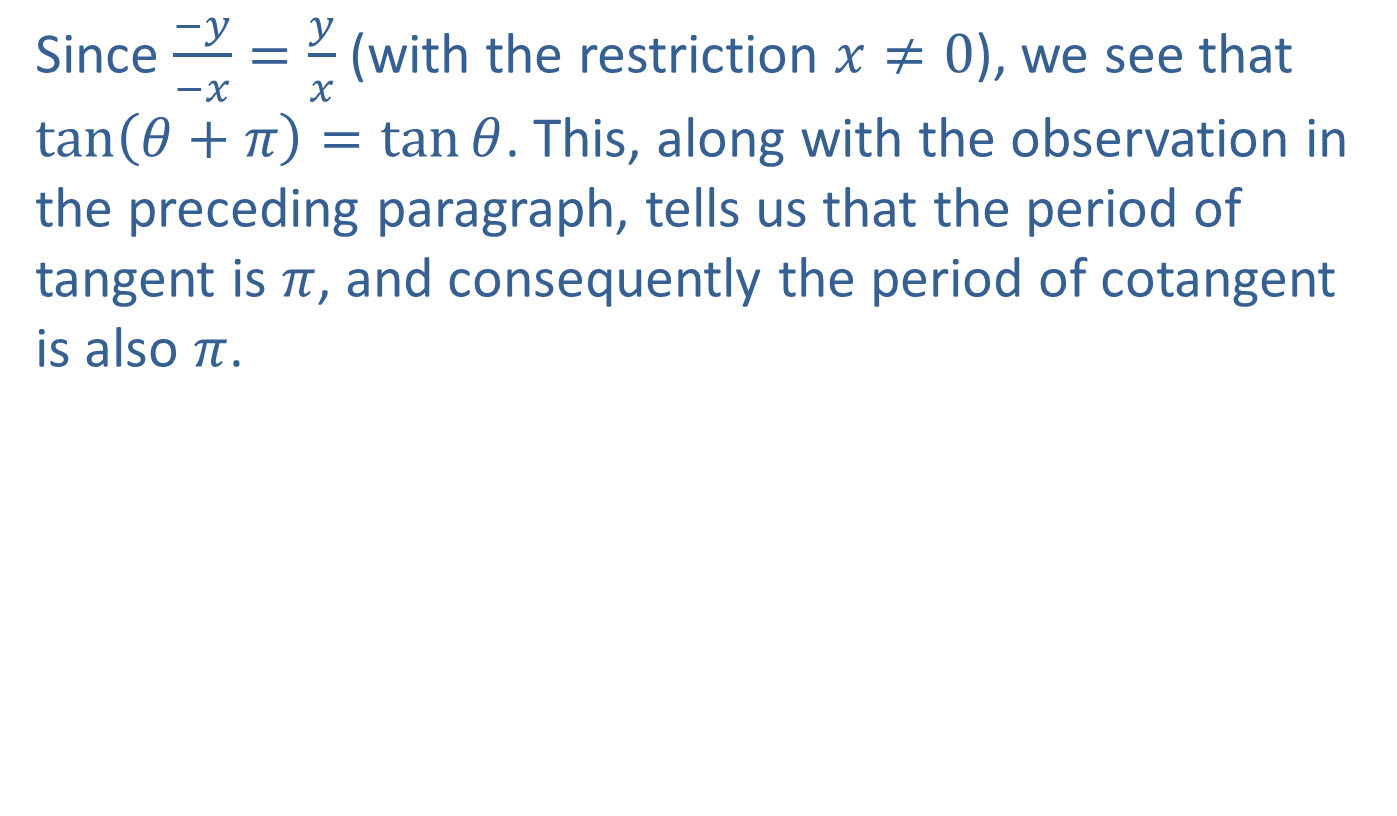 Since −y/−x = y/x (with the restriction x ≠ 0), we see that
tan(θ + π) = tan θ. This, along with the observation in
the preceding paragraph, tells us that the period of
tangent is π, and consequently the period of cotangent
is also π.